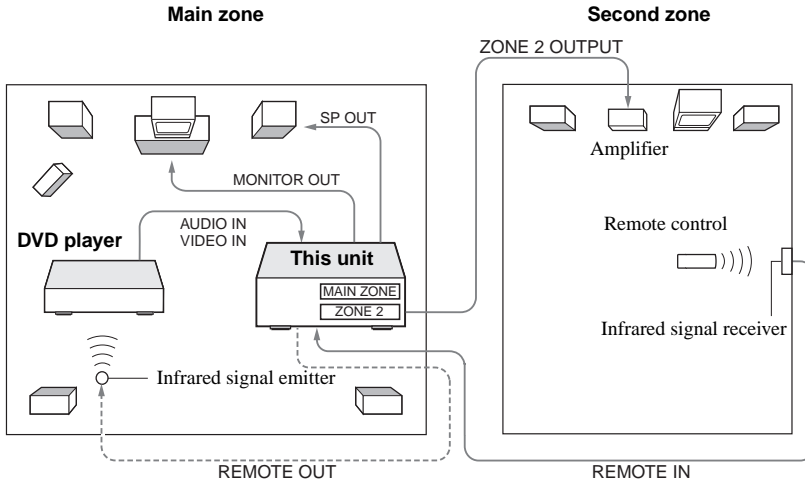 Main zone
Second zone
ZONE 2 OUTPUT
SP OUT
Amplifier
MONITOR OUT
AUDIO IN
VIDEO IN
DVD player
This unit
MAIN ZONE
ZONE 2
Remote control
Infrared signal receiver
Infrared signal emitter
REMOTE OUT
REMOTE IN